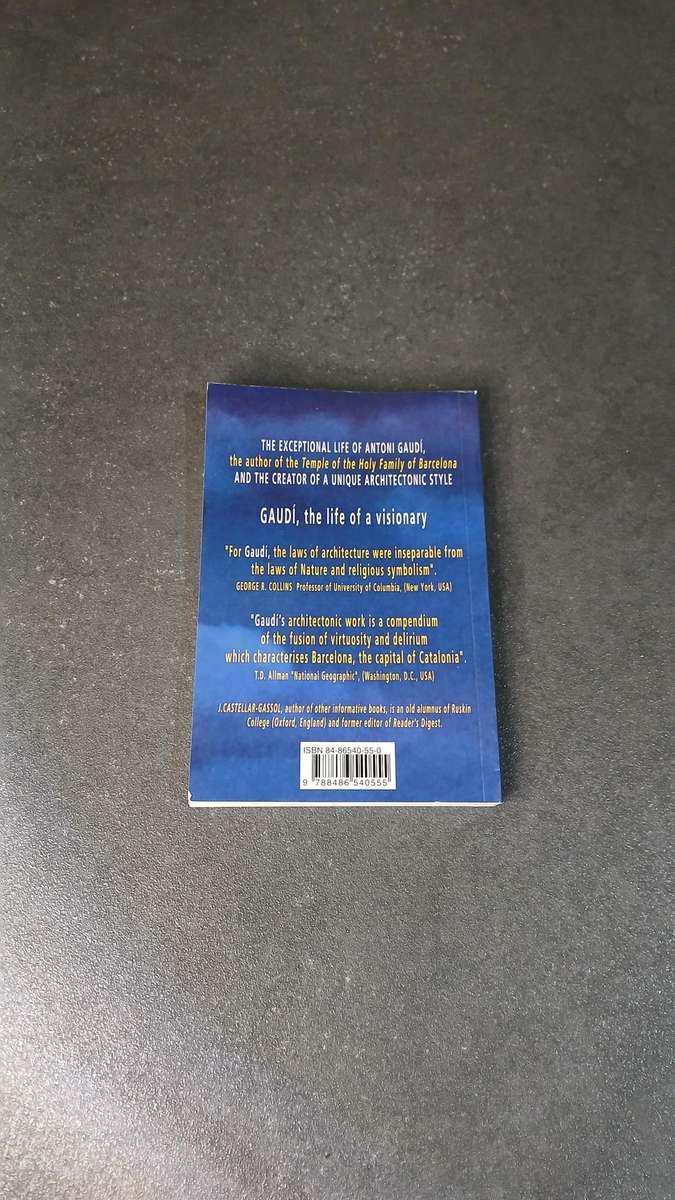 THE EXCEPTIONAL LIFE OF ANTONI GAUDÍ,
the author of the Temple of the Holy Family of Barcelona
AND THE CREATOR OF A UNIQUE ARCHITECTONIC STYLE
GAUDÍ, the life of a visionary
"For Gaudí, the laws of architecture were inseparable from
the laws of Nature and religious symbolism".
GEORGE R. COLLINS Professor of University of Columbia, (New York, USA)
"Gaudí's architectonic work is a compendium
of the fusion of virtuosity and delirium
which characterises Barcelona, the capital of Catalonia".
T.D. Allman "National Geographic", (Washington, D.C., USA)
J.CASTELLAR-GASSOL, author of other informative books, is an old alumnus of Ruskin
College (Oxford, England) and former editor of Reader's Digest.
ISBN 84-86540-55-0
9 788486 540555